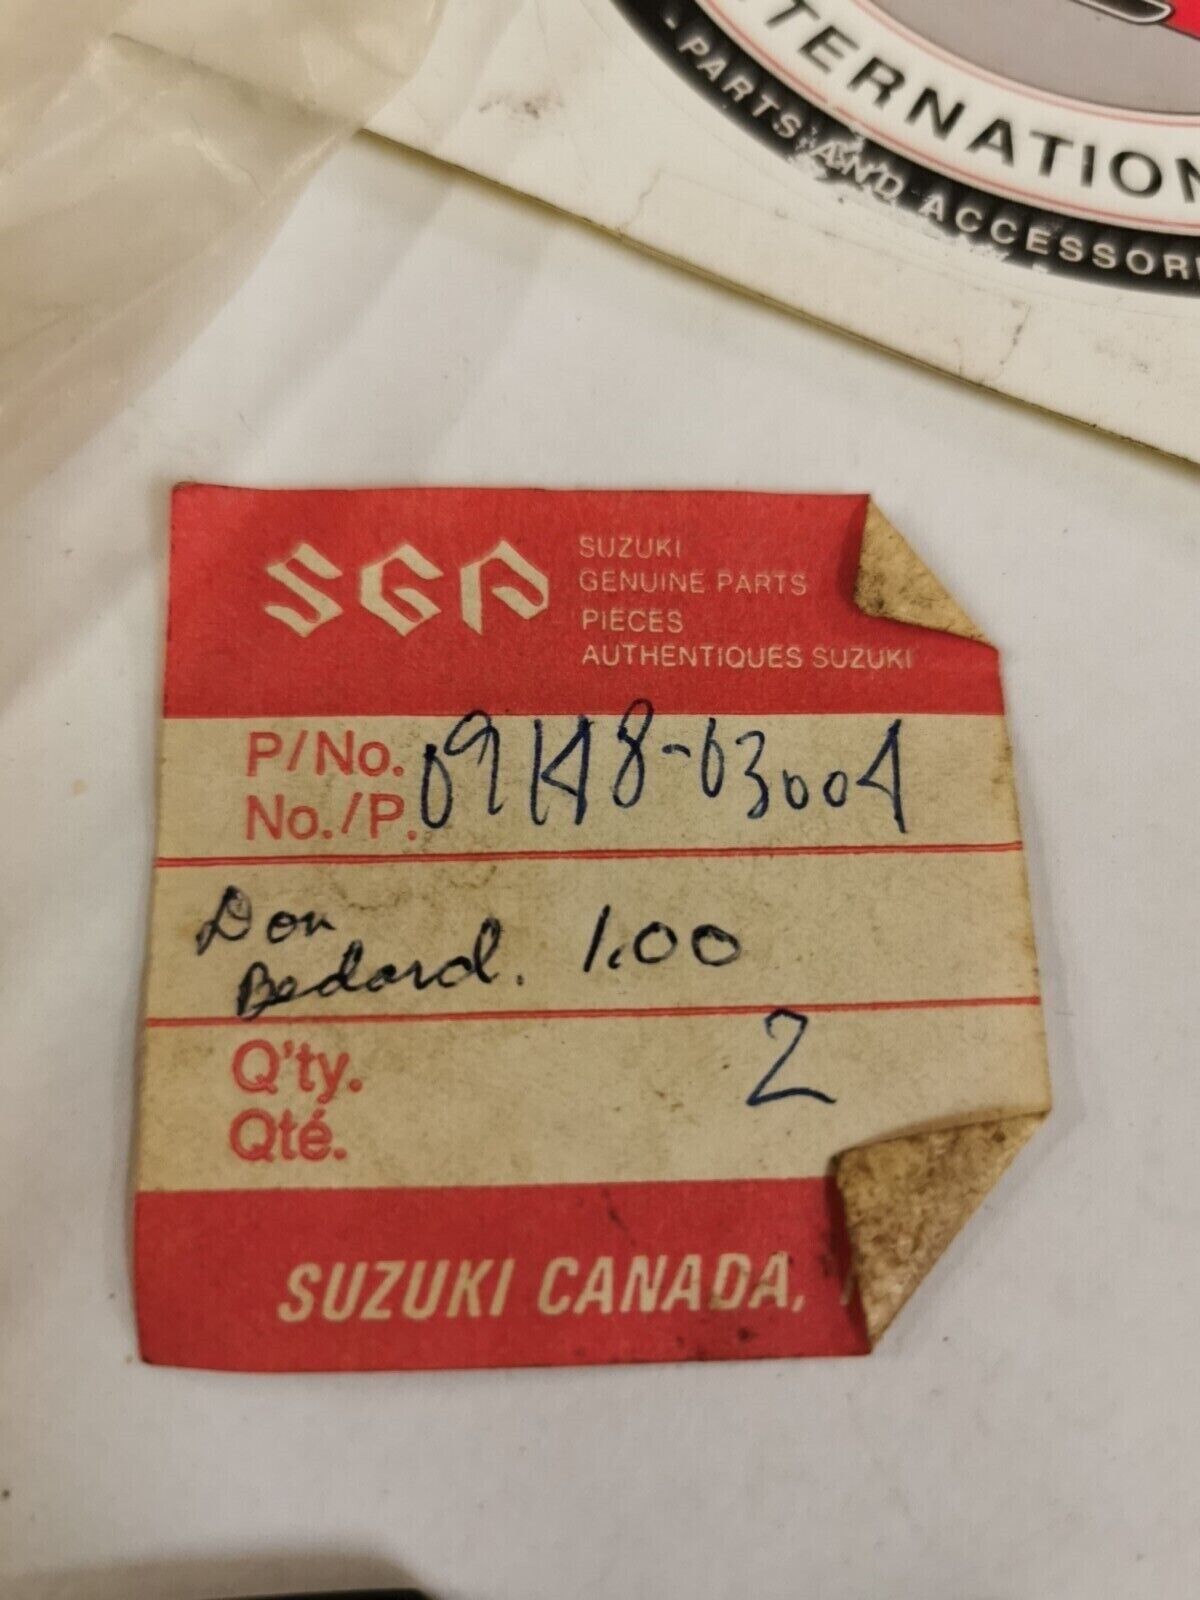 TERNATION
- PARTS AND ACCESSOR
SGP
SUZUKI
GENUINE PARTS
PIÈCES
AUTHENTIQUES SUZUKI
P/No. 09148-03004
No./P.
Don
Bedard. 1.00
Q'ty. 2
Qté.
SUZUKI CANADA,